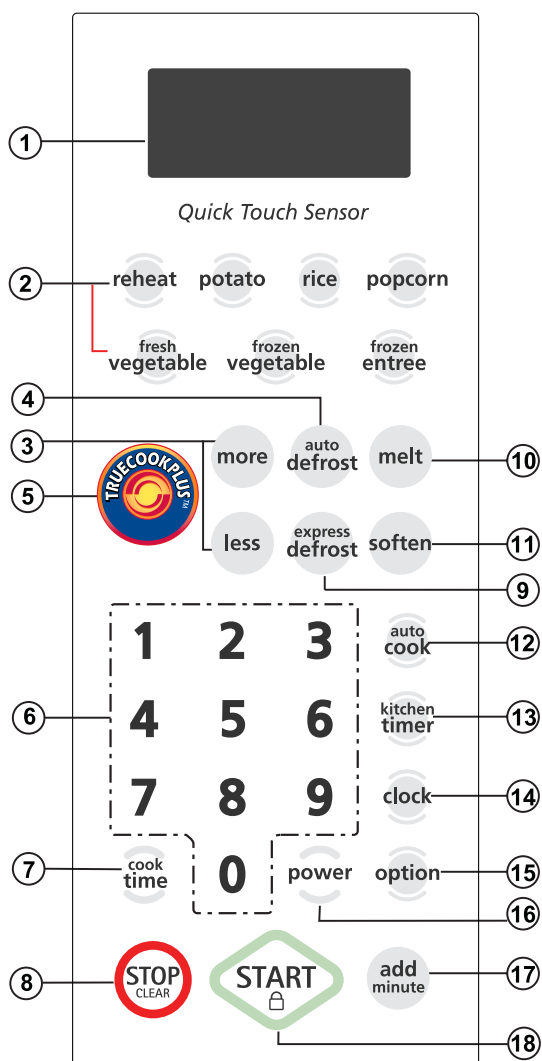 1
Quick Touch Sensor
2 reheat potato rice popcorn
fresh vegetable frozen vegetable frozen entree
4
3 more auto defrost melt 10
5 TRUECOOKPLUS™
less express defrost soften 11
9
1 2 3 auto cook 12
6 4 5 6 kitchen timer 13
7 8 9 clock 14
7 cook time 0 power option 15
16
8 STOP CLEAR START add minute 17
18